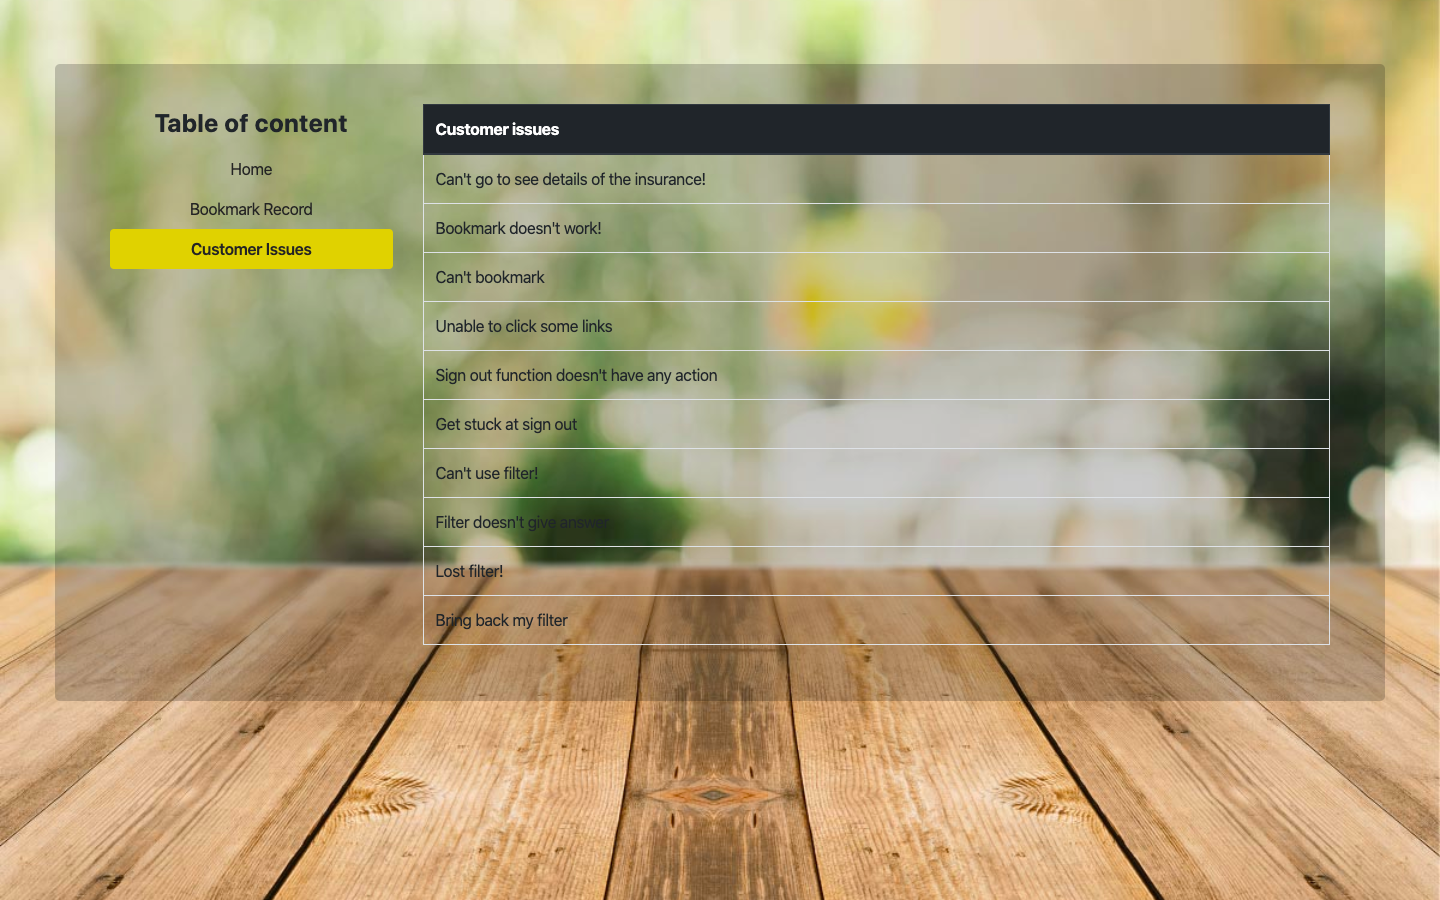 Table of content
Home
Bookmark Record
Customer Issues
Customer issues
Can't go to see details of the insurance!
Bookmark doesn't work!
Can't bookmark
Unable to click some links
Sign out function doesn't have any action
Get stuck at sign out
Can't use filter!
Filter doesn't give answer
Lost filter!
Bring back my filter